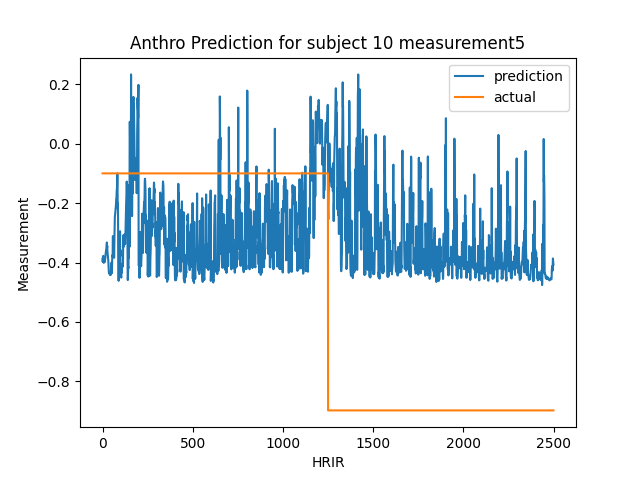 Anthro Prediction for subject 10 measurement5
prediction
actual
Measurement
0.2
0.0
−0.2
−0.4
−0.6
−0.8
0
500
1000
1500
2000
2500
HRIR